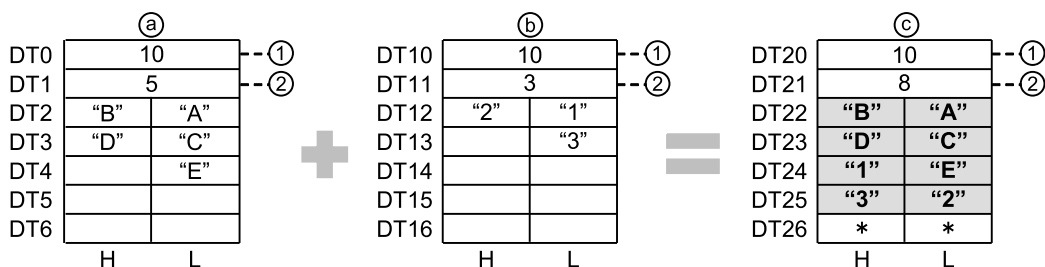 ⓐ ⓑ ⓒ
DT0 10 ① DT10 10 ① DT20 10 ①
DT1 5 ② DT11 3 ② DT21 8 ②
DT2 “B” “A” DT12 “2” “1” DT22 “B” “A”
DT3 “D” “C” DT13 “3” DT23 “D” “C”
DT4 “E” + DT14 = DT24 “1” “E”
DT5 DT15 DT25 “3” “2”
DT6 DT16 DT26 * *
H L H L H L